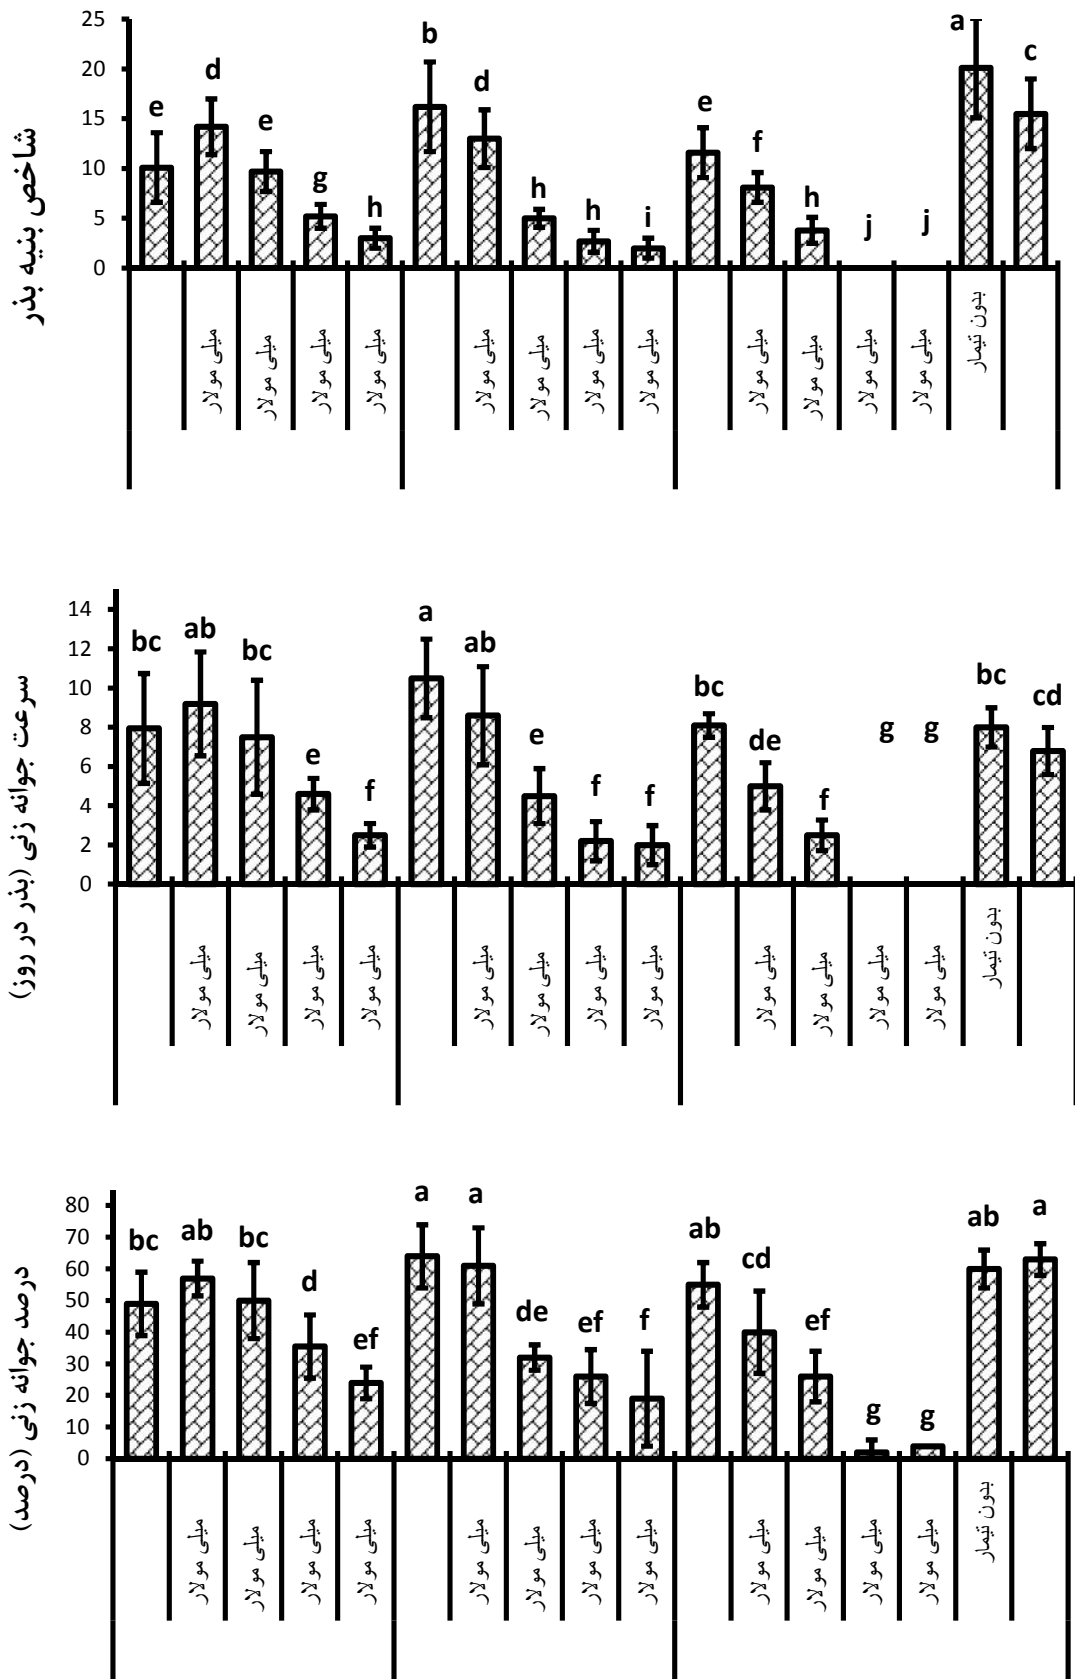 شاخص بنیه بذر
25
20
15
10
5
0
e
d
e
g
h
b
d
h
h
i
e
f
h
j
j
a
c
میلی مولار
میلی مولار
میلی مولار
میلی مولار
میلی مولار
میلی مولار
میلی مولار
میلی مولار
میلی مولار
میلی مولار
میلی مولار
میلی مولار
بدون تیمار
سرعت جوانه زنی (بذر در روز)
14
12
10
8
6
4
2
0
bc
ab
bc
e
f
a
ab
e
f
f
bc
de
f
g
g
bc
cd
میلی مولار
میلی مولار
میلی مولار
میلی مولار
میلی مولار
میلی مولار
میلی مولار
میلی مولار
میلی مولار
میلی مولار
میلی مولار
میلی مولار
بدون تیمار
درصد جوانه زنی (درصد)
80
70
60
50
40
30
20
10
0
bc
ab
bc
d
ef
a
a
de
ef
f
ab
cd
ef
g
g
ab
a
میلی مولار
میلی مولار
میلی مولار
میلی مولار
میلی مولار
میلی مولار
میلی مولار
میلی مولار
میلی مولار
میلی مولار
میلی مولار
میلی مولار
بدون تیمار